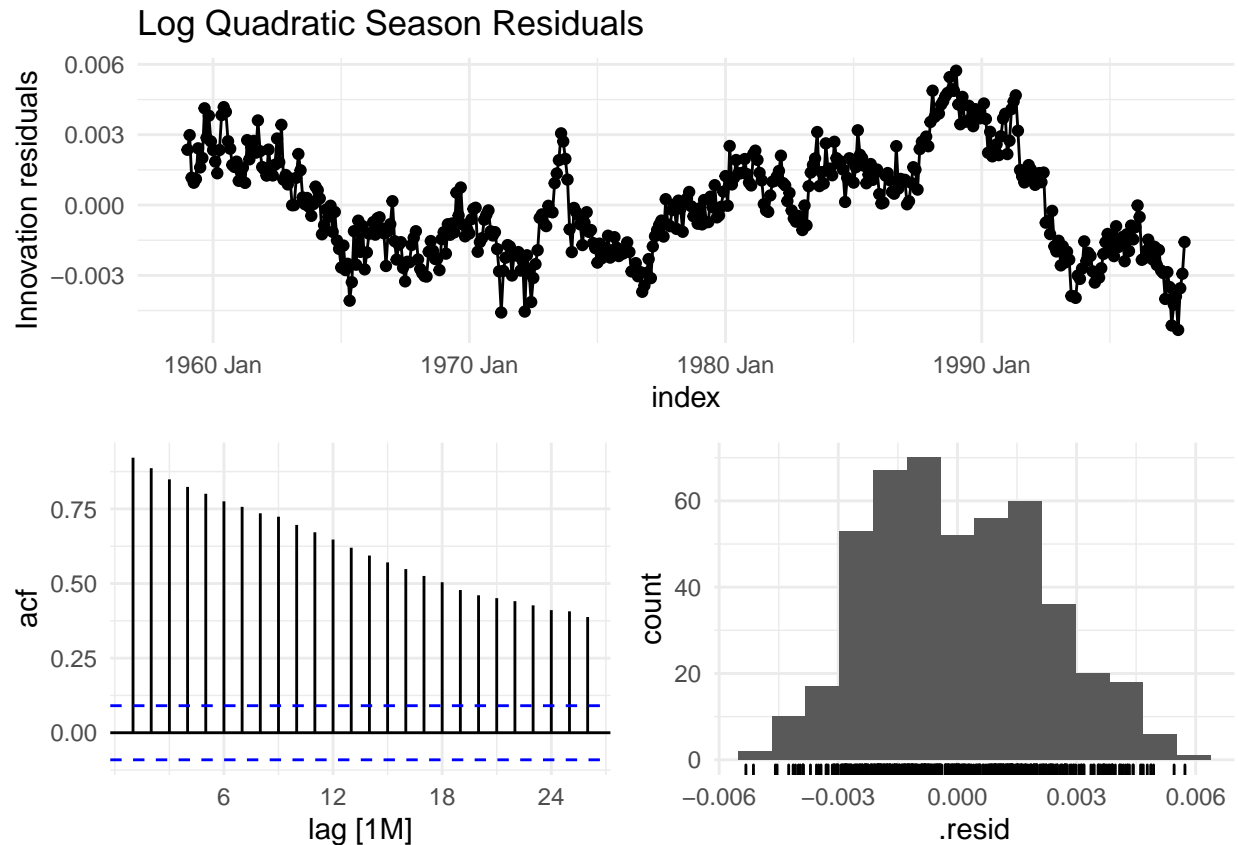 Log Quadratic Season Residuals
Innovation residuals
0.006
0.003
0.000
−0.003
1960 Jan
1970 Jan
1980 Jan
1990 Jan
index
acf
0.75
0.50
0.25
0.00
6
12
18
24
lag [1M]
count
60
40
20
0
−0.006
−0.003
0.000
0.003
0.006
.resid